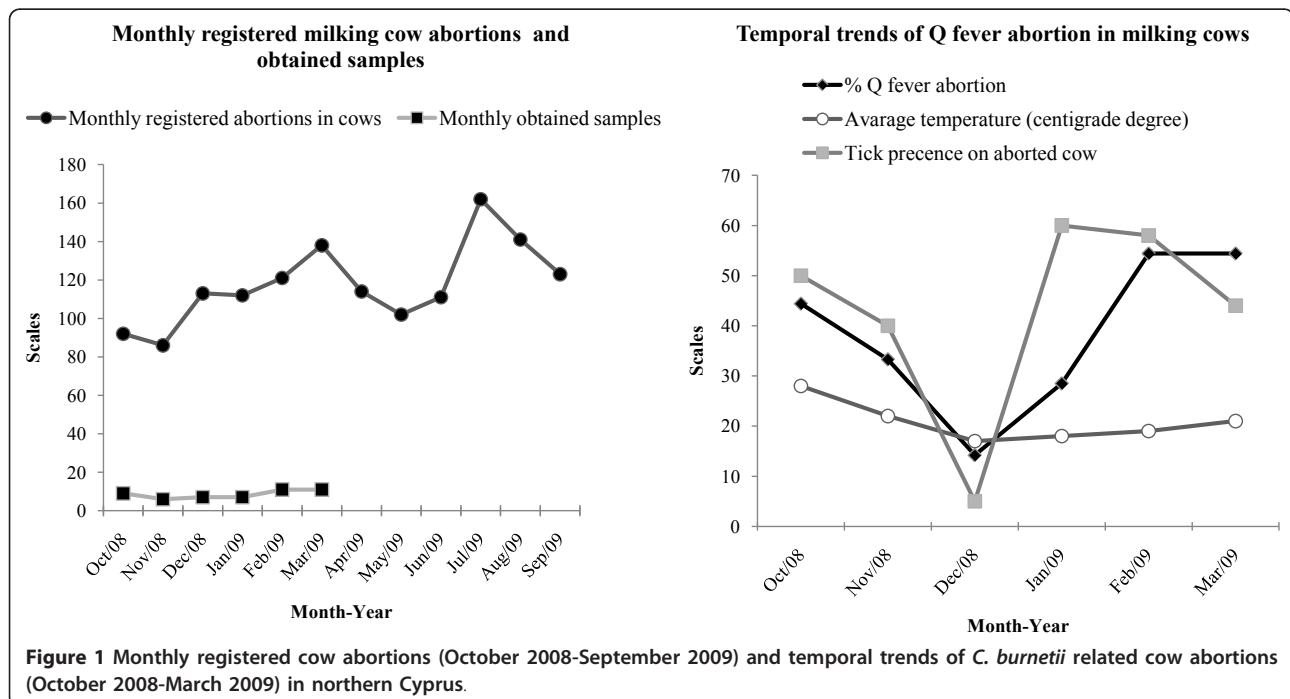 Monthly registered milking cow abortions and
obtained samples
Monthly registered abortions in cows
Monthly obtained samples
180
160
140
120
100
80
60
40
20
0
Scales
Oct/08
Nov/08
Dec/08
Jan/09
Feb/09
Mar/09
Apr/09
May/09
Jun/09
Jul/09
Aug/09
Sep/09
Month-Year
Temporal trends of Q fever abortion in milking cows
% Q fever abortion
Avarage temperature (centigrade degree)
Tick precence on aborted cow
70
60
50
40
30
20
10
0
Scales
Oct/08
Nov/08
Dec/08
Jan/09
Feb/09
Mar/09
Month-Year
Figure 1 Monthly registered cow abortions (October 2008-September 2009) and temporal trends of C. burnetii related cow abortions
(October 2008-March 2009) in northern Cyprus.